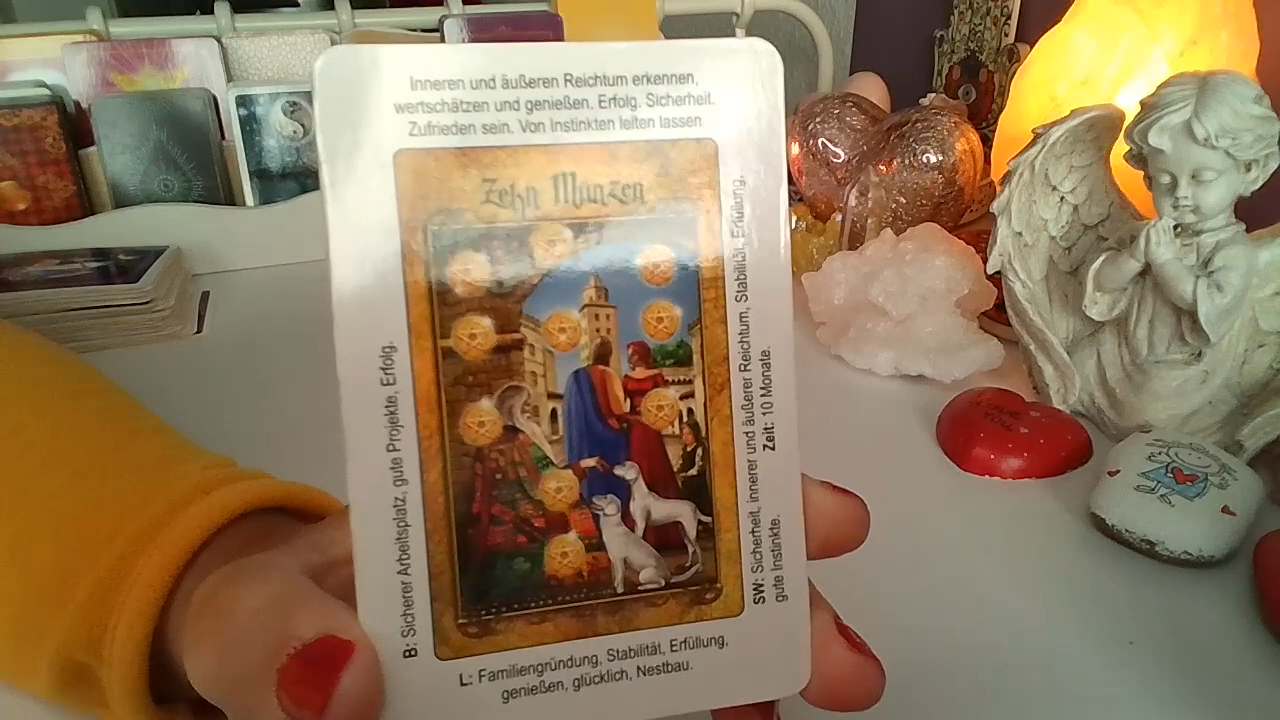 Inneren und äußeren Reichtum erkennen,
wertschätzen und genießen. Erfolg. Sicherheit.
Zufrieden sein. Von Instinkten leiten lassen
Zehn Münzen
B: Sicherer Arbeitsplatz, gute Projekte, Erfolg.
SW: Sicherheit, innerer und äußerer Reichtum, Stabilität, Erfüllung,
gute Instinkte. Zeit: 10 Monate.
L: Familiengründung, Stabilität, Erfüllung,
genießen, glücklich, Nestbau.
LOVE
YOU